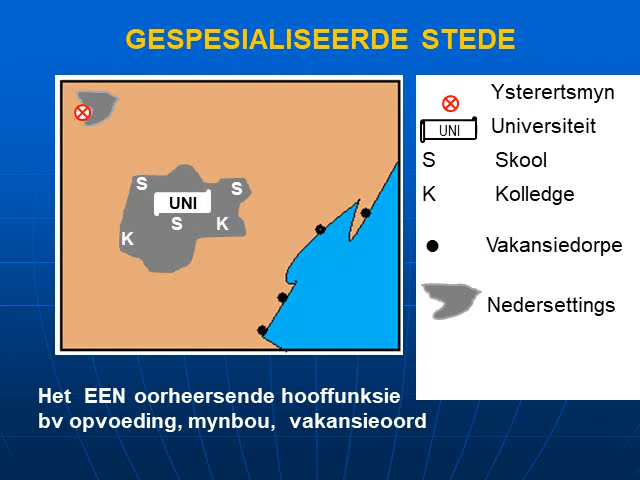 GESPESIALISEERDE STEDE
S
S
UNI
S
K
K
Ysterertsmyn
UNI Universiteit
S Skool
K Kolledge
Vakansiedorpe
Nedersettings
Het EEN oorheersende hooffunksie
bv opvoeding, mynbou, vakansieoord